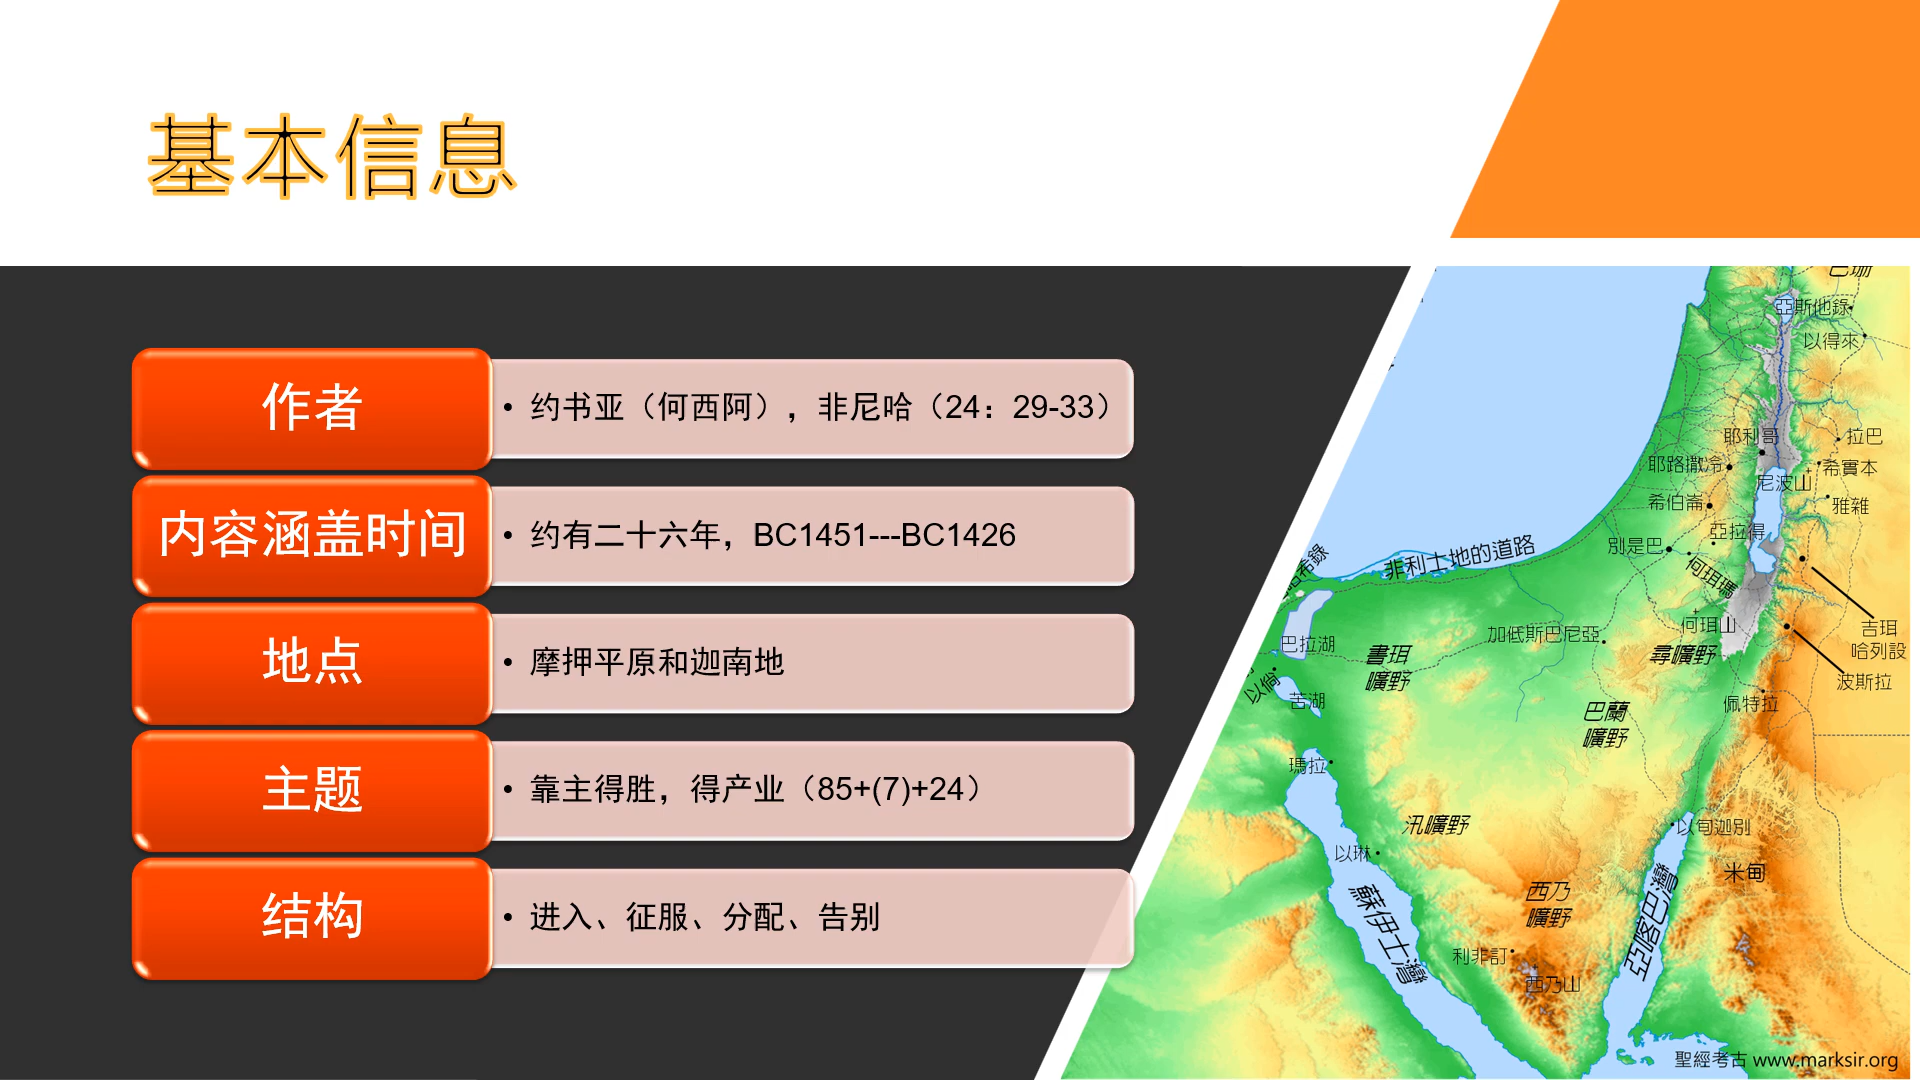 基本信息
作者
• 约书亚（何西阿），非尼哈（24：29-33）
内容涵盖时间
• 约有二十六年，BC1451---BC1426
地点
• 摩押平原和迦南地
主题
• 靠主得胜，得产业（85+(7)+24）
结构
• 进入、征服、分配、告别
巴珊
亞斯他錄
以得來
耶利哥
拉巴
耶路撒冷
希實本
尼波山
希伯崙
雅雜
亞拉得
別是巴
何珥瑪
非利士地的道路
希錄
吉珥
哈列設
加低斯巴尼亞
何珥山
巴拉湖
書珥
曠野
尋曠野
波斯拉
以倘
苦湖
佩特拉
巴蘭
曠野
瑪拉
汛曠野
以旬迦別
以琳
米甸
西乃
曠野
蘇伊士灣
亞喀巴灣
利非訂
西乃山
聖經考古 www.marksir.org